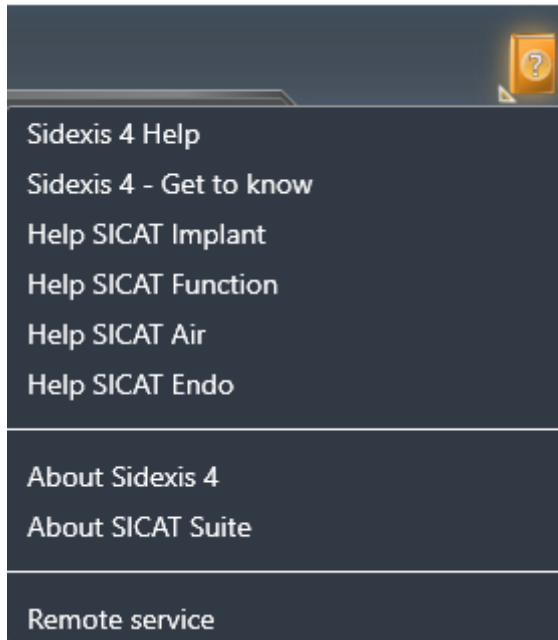 ?
Sidexis 4 Help
Sidexis 4 - Get to know
Help SICAT Implant
Help SICAT Function
Help SICAT Air
Help SICAT Endo
About Sidexis 4
About SICAT Suite
Remote service